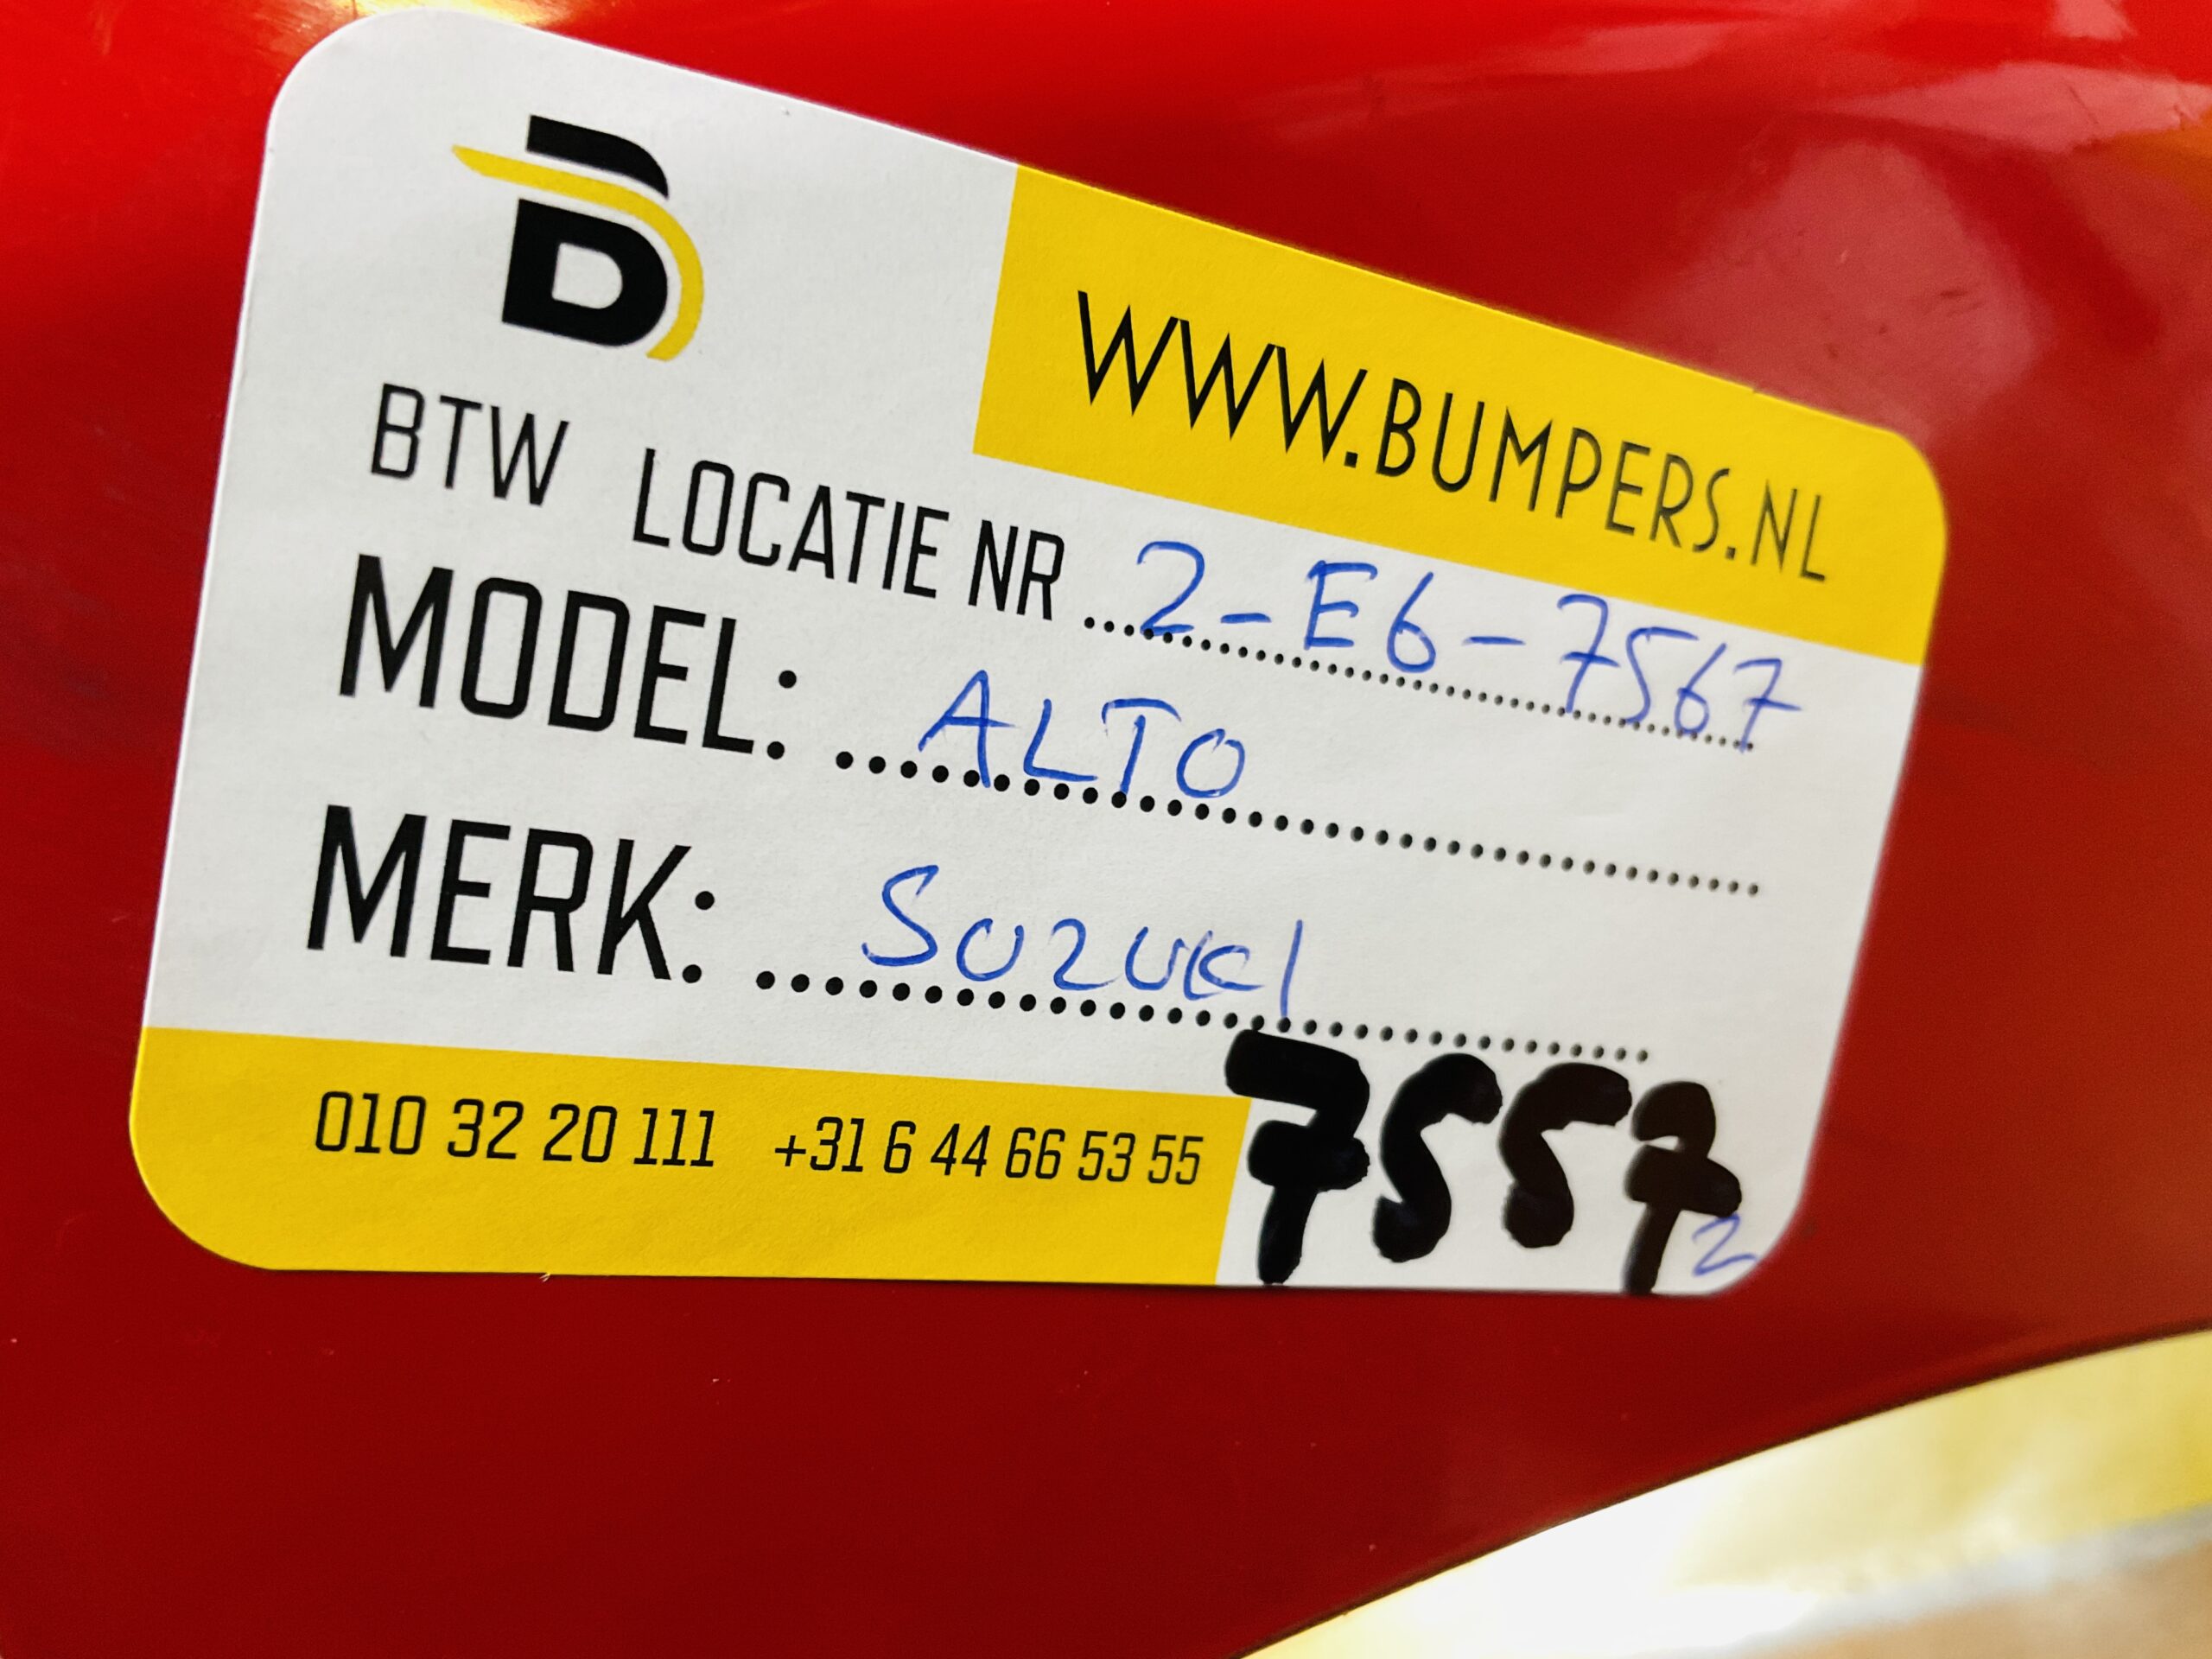 B
WWW.BUMPERS.NL
BTW LOCATIE NR ...2-E6-7567
MODEL: ...ALTO
MERK: ...SUZUKI
7557
010 32 20 111 +31 6 44 66 53 55
2